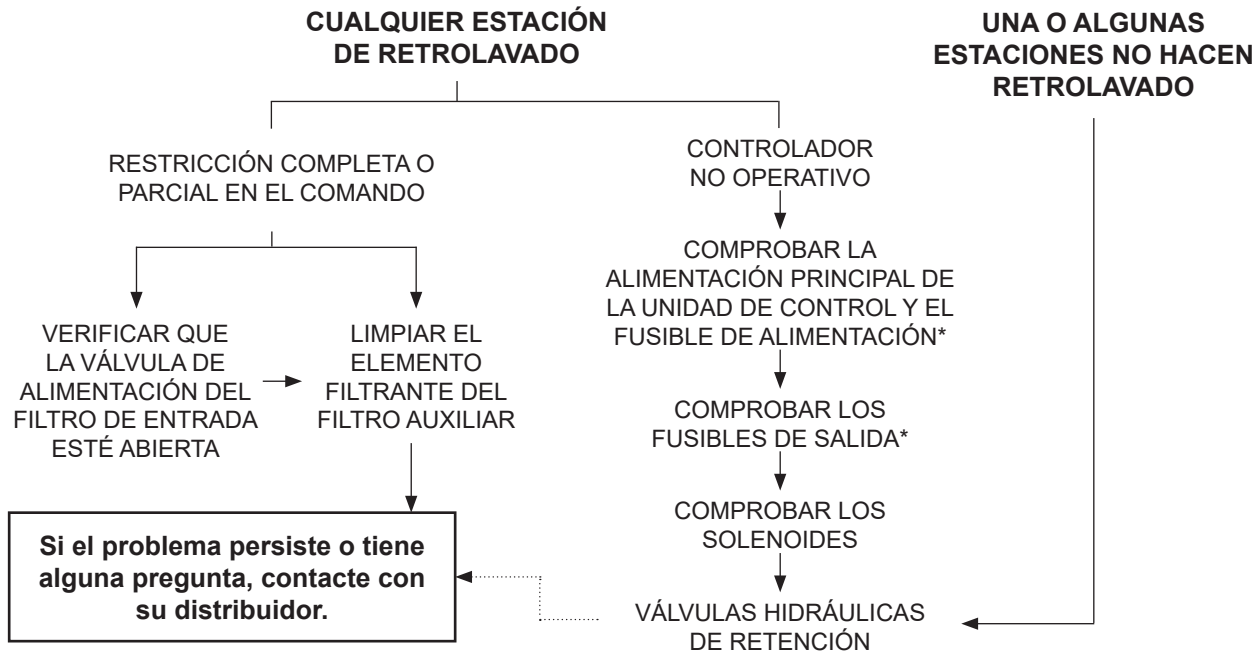 CUALQUIER ESTACIÓN
DE RETROLAVADO
UNA O ALGUNAS
ESTACIONES NO HACEN
RETROLAVADO
RESTRICCIÓN COMPLETA O
PARCIAL EN EL COMANDO
CONTROLADOR
NO OPERATIVO
COMPROBAR LA
ALIMENTACIÓN PRINCIPAL DE
LA UNIDAD DE CONTROL Y EL
FUSIBLE DE ALIMENTACIÓN*
VERIFICAR QUE
LA VÁLVULA DE
ALIMENTACIÓN DEL
FILTRO DE ENTRADA
ESTÉ ABIERTA
LIMPIAR EL
ELEMENTO
FILTRANTE DEL
FILTRO AUXILIAR
COMPROBAR LOS
FUSIBLES DE SALIDA*
COMPROBAR LOS
SOLENOIDES
Si el problema persiste o tiene
alguna pregunta, contacte con
su distribuidor.
VÁLVULAS HIDRÁULICAS
DE RETENCIÓN